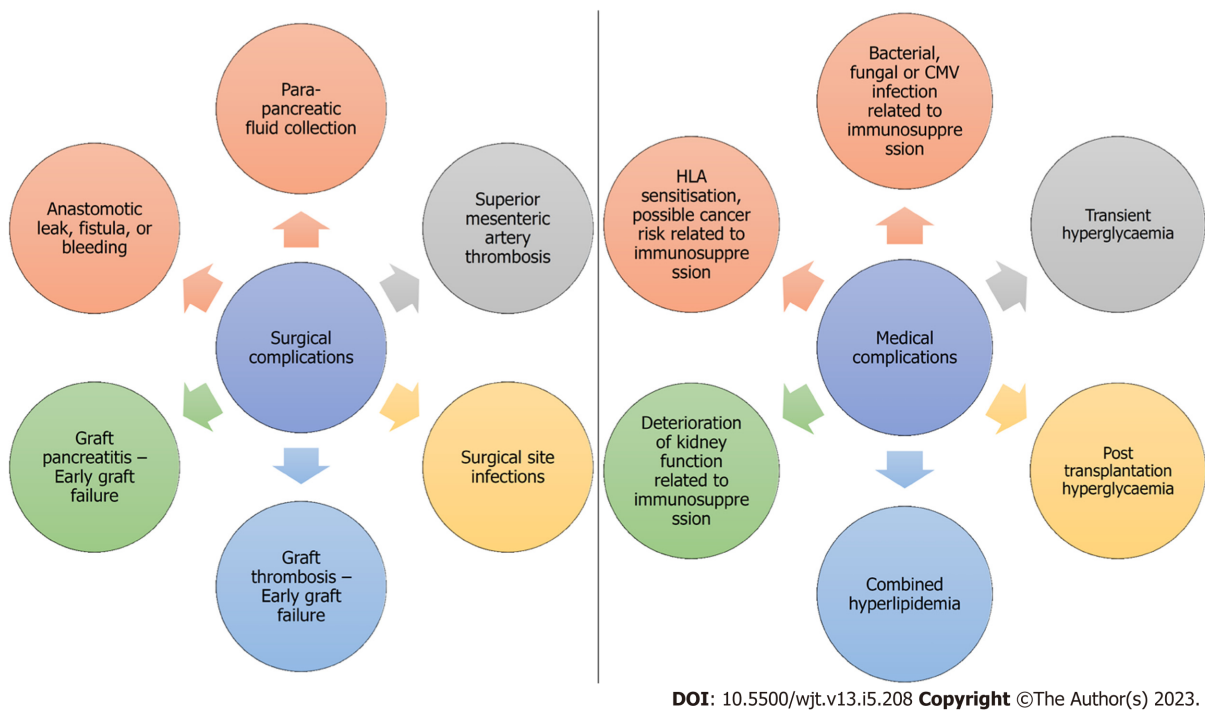 Para-
pancreatic
fluid collection
Anastomotic
leak, fistula, or
bleeding
Superior
mesenteric
artery
thrombosis
Surgical
complications
Graft
pancreatitis –
Early graft
failure
Surgical site
infections
Graft
thrombosis –
Early graft
failure
Bacterial,
fungal or CMV
infection
related to
immunosuppre
ssion
HLA
sensitisation,
possible cancer
risk related to
immunosuppre
ssion
Transient
hyperglycaemia
Medical
complications
Deterioration
of kidney
function
related to
immunosuppre
ssion
Post
transplantation
hyperglycaemia
Combined
hyperlipidemia
DOI: 10.5500/wjt.v13.i5.208 Copyright ©The Author(s) 2023.